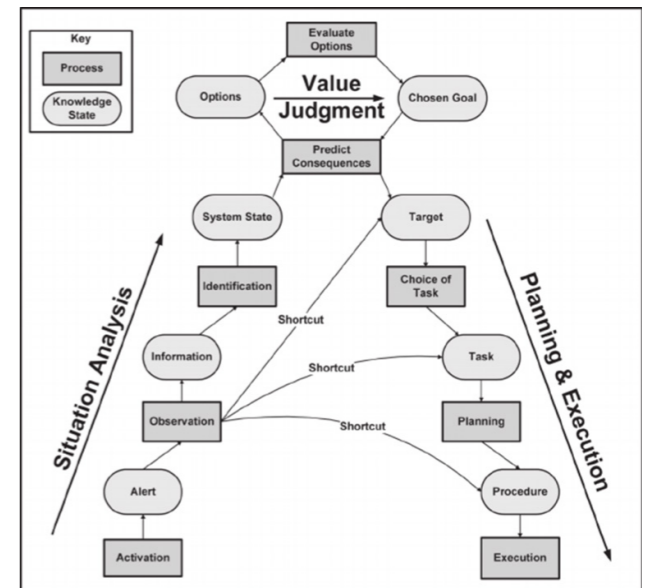 Key
Process
Knowledge
State
Evaluate
Options
Options
Value
Judgment
Chosen Goal
Predict
Consequences
System State
Target
Identification
Choice of
Task
Shortcut
Information
Shortcut
Task
Observation
Shortcut
Planning
Alert
Procedure
Activation
Execution
Situation Analysis
Planning & Execution